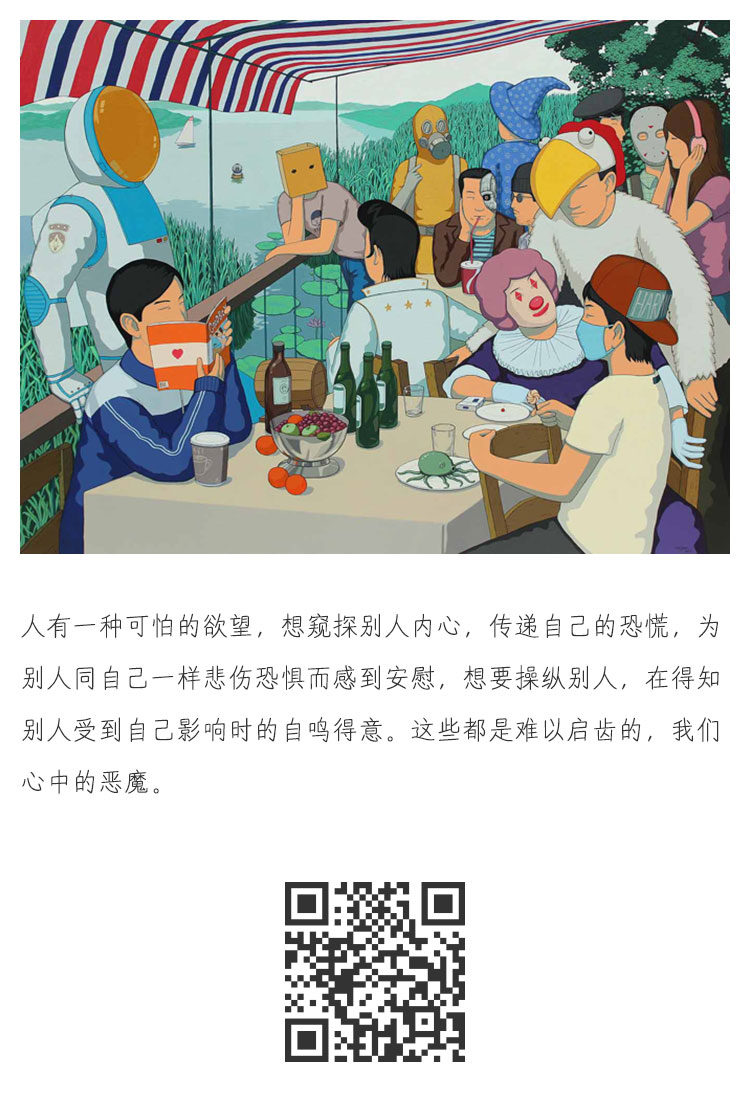 HARN
人有一种可怕的欲望，想窥探别人内心，传递自己的恐慌，为
别人同自己一样悲伤恐惧而感到安慰，想要操纵别人，在得知
别人受到自己影响时的自鸣得意。这些都是难以启齿的，我们
心中的恶魔。